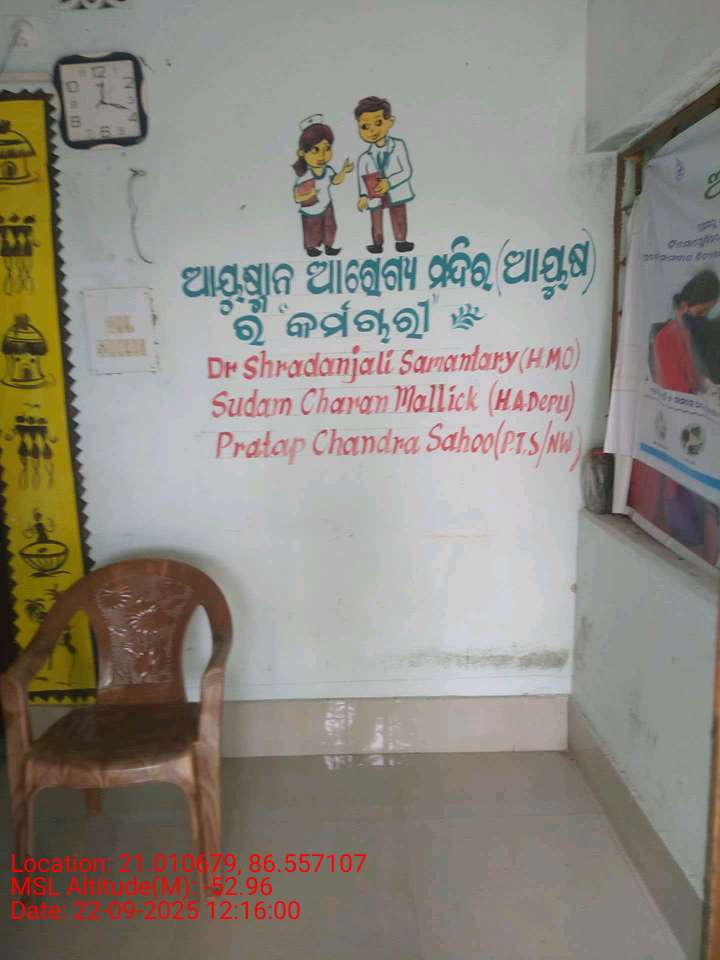 ଆୟୁଷ୍ମାନ ଆରୋଗ୍ୟ ମନ୍ଦିର (ଆୟୁଷ)
ର "କର୍ମଚାରୀ"
Dr Shradanjali Samantary (H.M.O)
Sudam Charan Mallick (H.A Depu)
Pratap Chandra Sahoo (P.T.S/NW)
Location: 21.010679, 86.557107
MSL Altitude(M): -52.96
Date: 22-09-2025 12:16:00